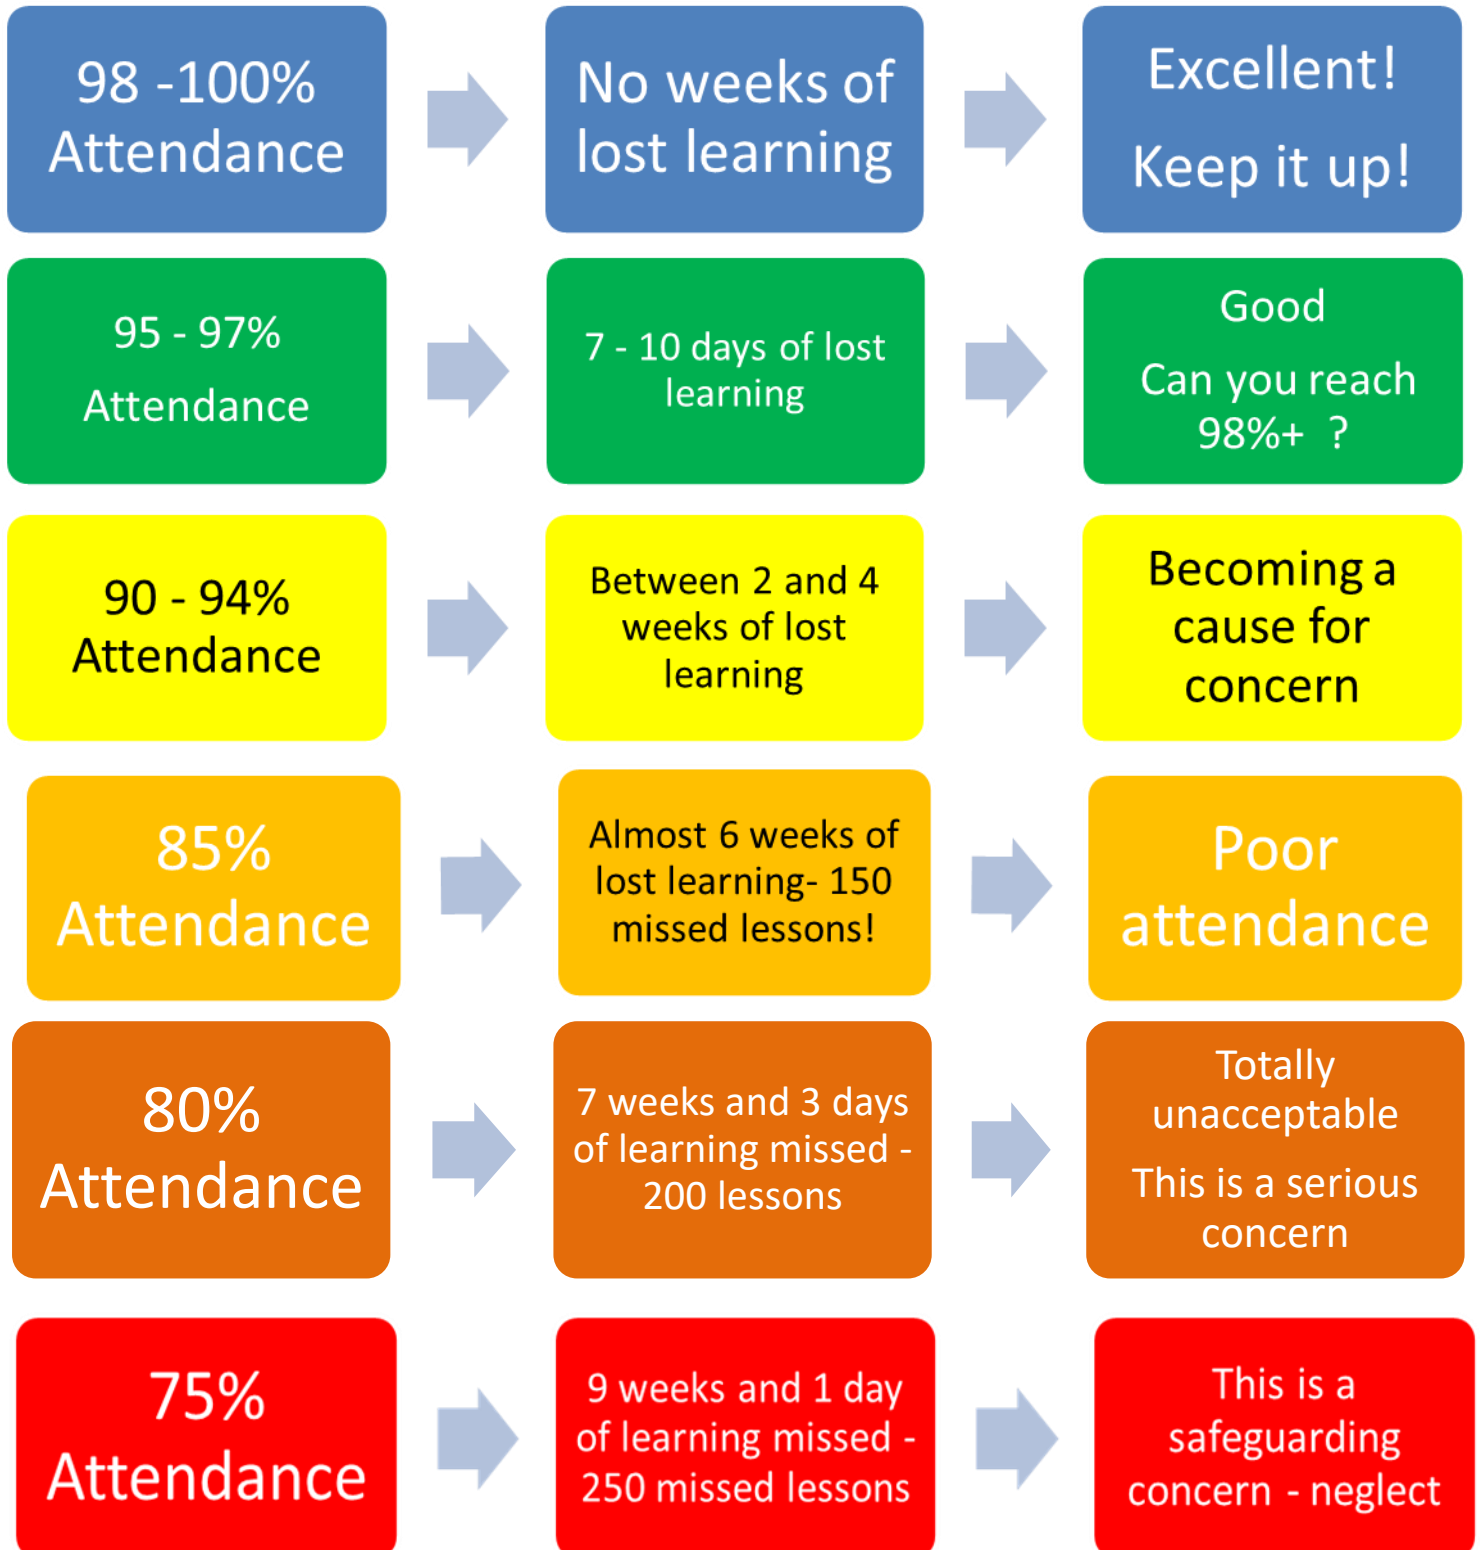 98 -100%
Attendance
No weeks of
lost learning
Excellent!
Keep it up!
95 - 97%
Attendance
7 - 10 days of lost
learning
Good
Can you reach
98%+ ?
90 - 94%
Attendance
Between 2 and 4
weeks of lost
learning
Becoming a
cause for
concern
85%
Attendance
Almost 6 weeks of
lost learning- 150
missed lessons!
Poor
attendance
80%
Attendance
7 weeks and 3 days
of learning missed -
200 lessons
Totally
unacceptable
This is a serious
concern
75%
Attendance
9 weeks and 1 day
of learning missed -
250 missed lessons
This is a
safeguarding
concern - neglect